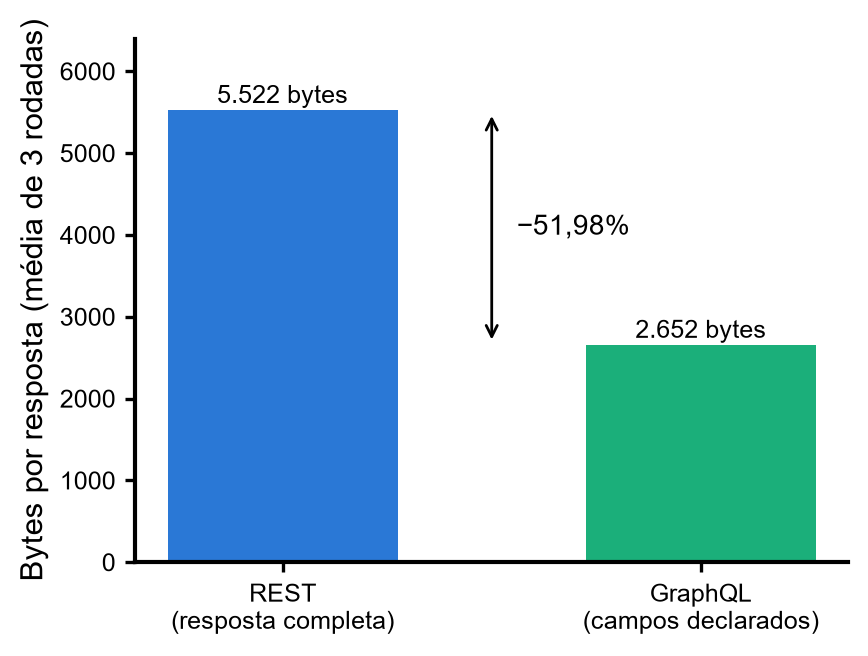 Bytes por resposta (média de 3 rodadas)
6000
5000
4000
3000
2000
1000
0
5.522 bytes
−51,98%
2.652 bytes
REST
(resposta completa)
GraphQL
(campos declarados)